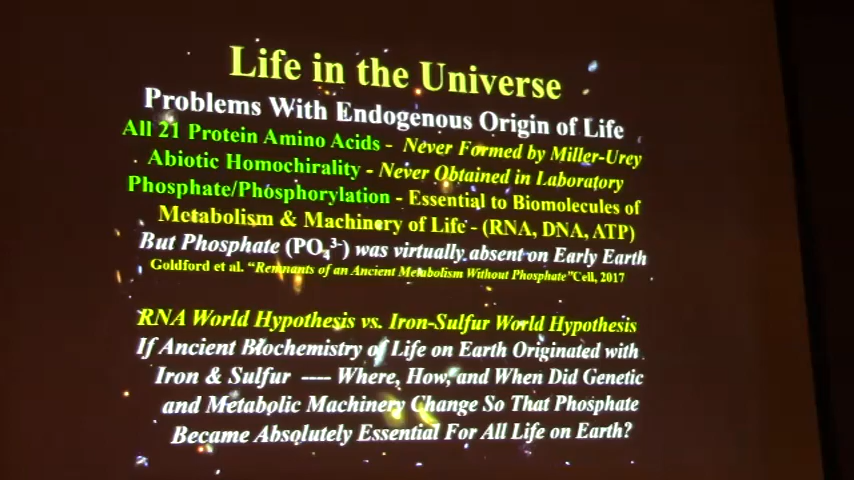 Life in the Universe
Problems With Endogenous Origin of Life
All 21 Protein Amino Acids - Never Formed by Miller-Urey
Abiotic Homochirality - Never Obtained in Laboratory
Phosphate/Phosphorylation - Essential to Biomolecules of
Metabolism & Machinery of Life - (RNA, DNA, ATP)
But Phosphate (PO₄³⁻) was virtually absent on Early Earth
Goldford et al. “Remnants of an Ancient Metabolism Without Phosphate”Cell, 2017
RNA World Hypothesis vs. Iron-Sulfur World Hypothesis
If Ancient Biochemistry of Life on Earth Originated with
Iron & Sulfur ---- Where, How, and When Did Genetic
and Metabolic Machinery Change So That Phosphate
Became Absolutely Essential For All Life on Earth?